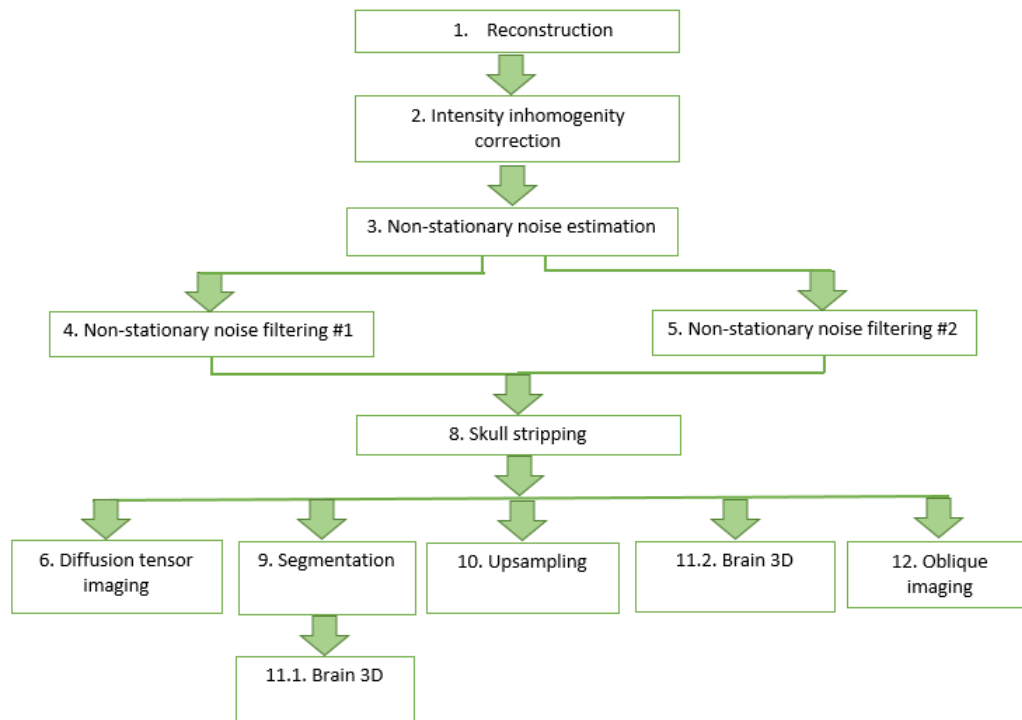 1. Reconstruction
2. Intensity inhomogenity
correction
3. Non-stationary noise estimation
4. Non-stationary noise filtering #1
5. Non-stationary noise filtering #2
8. Skull stripping
6. Diffusion tensor
imaging
9. Segmentation
10. Upsampling
11.2. Brain 3D
12. Oblique
imaging
11.1. Brain 3D